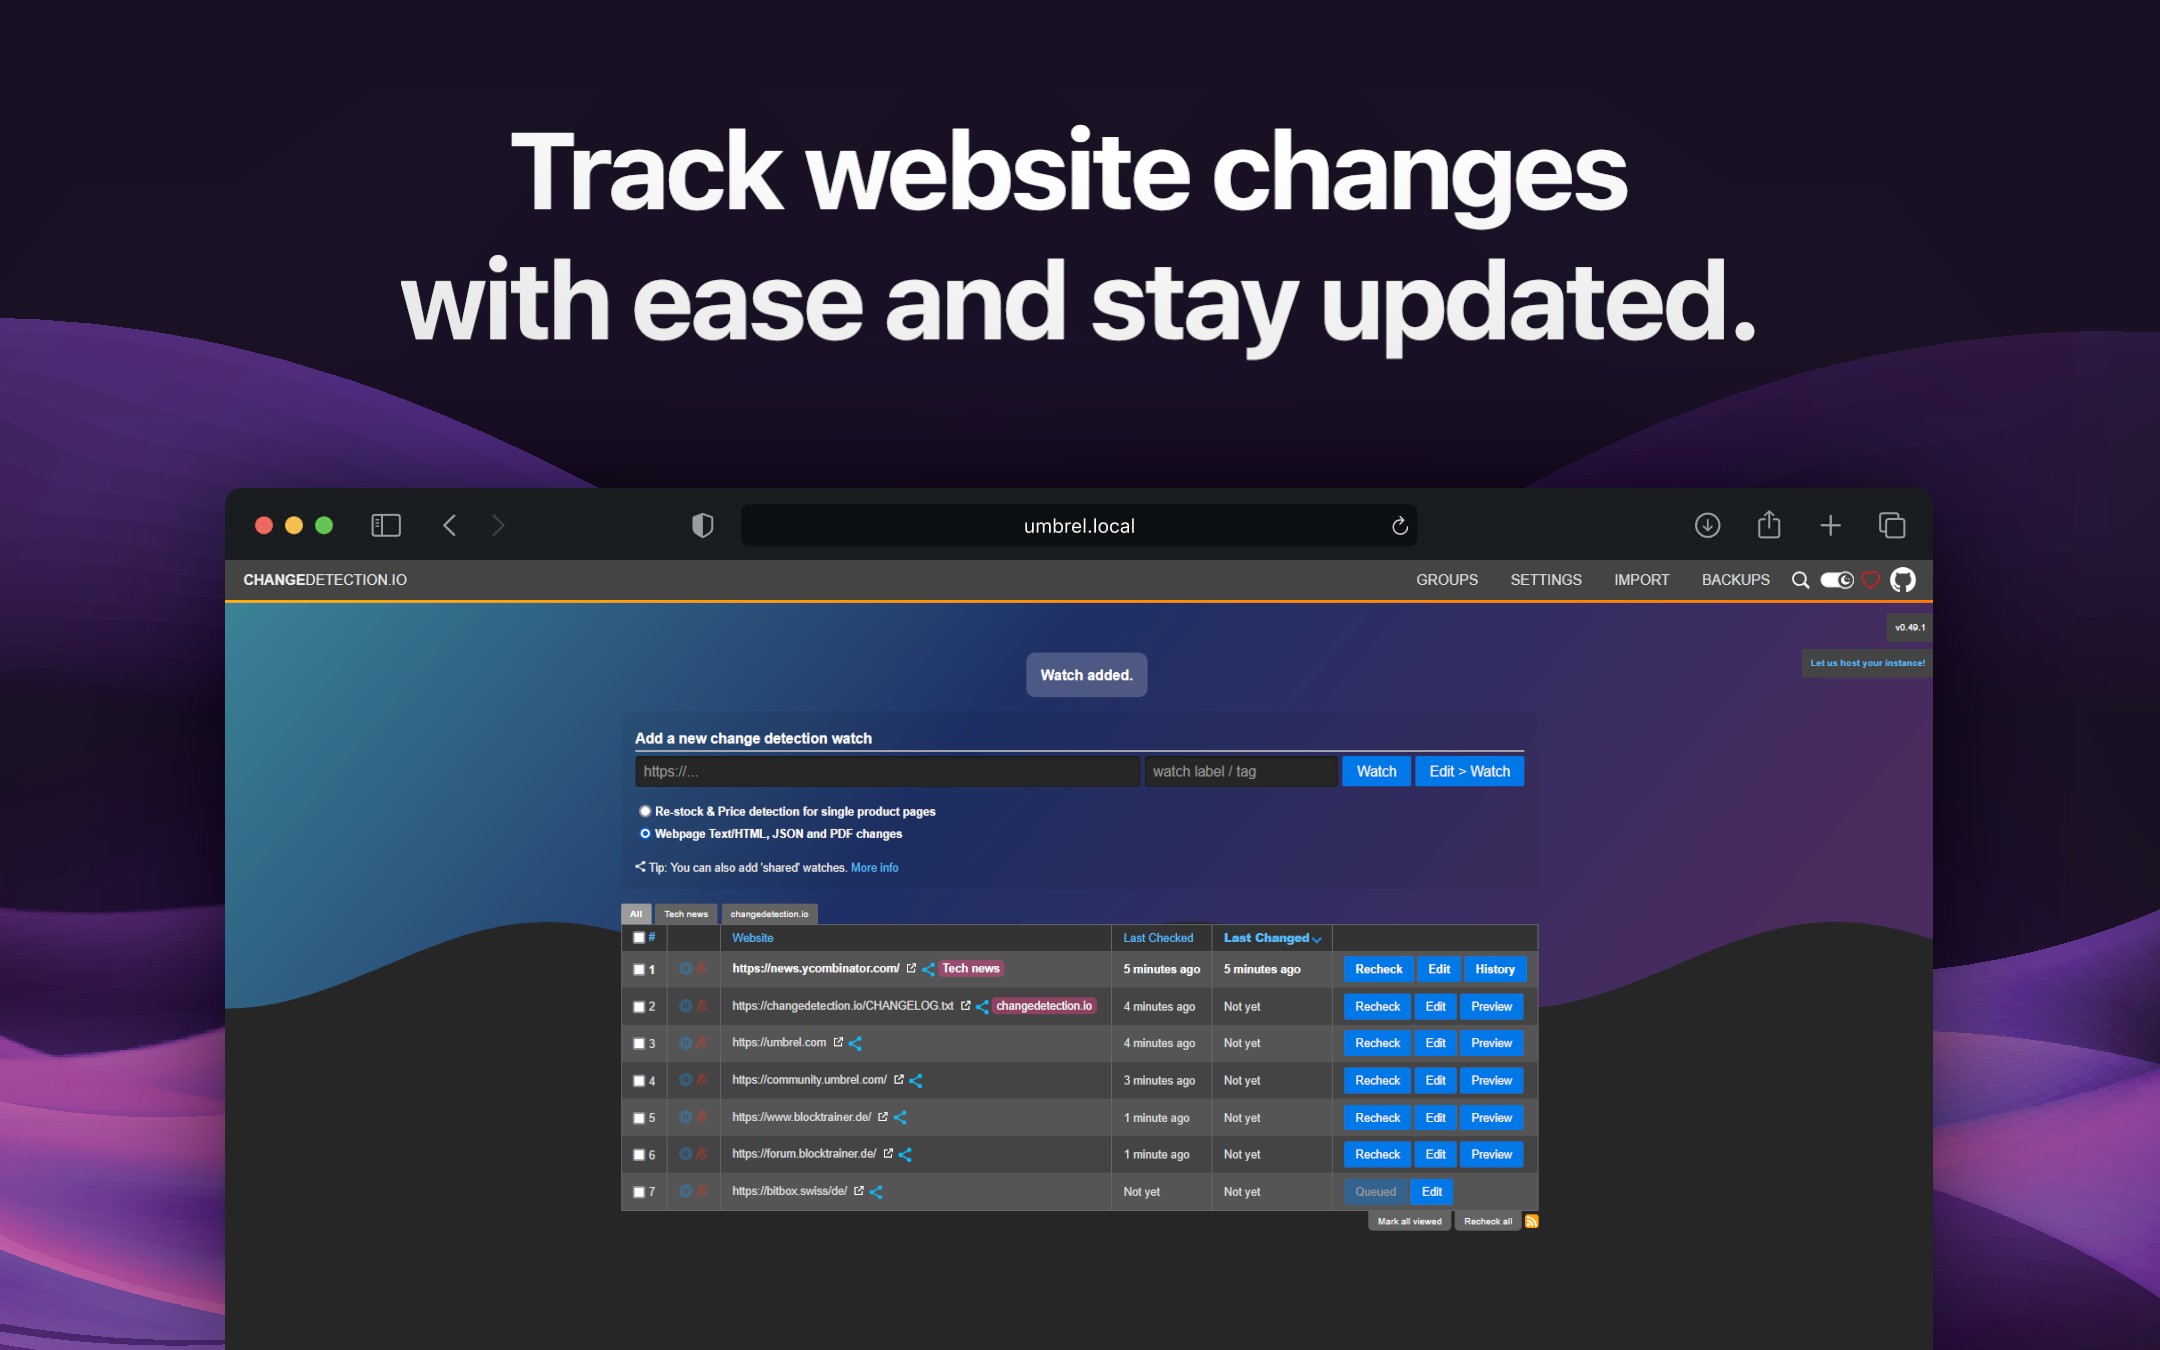 Track website changes
with ease and stay updated.
umbrel.local
CHANGEDETECTION.IO GROUPS SETTINGS IMPORT BACKUPS
v0.49.1
Let us host your instance!
Watch added.
Add a new change detection watch
https://... watch label / tag Watch Edit > Watch
Re-stock & Price detection for single product pages
Webpage Text/HTML, JSON and PDF changes
Tip: You can also add 'shared' watches. More info
All Tech news changedetection.io
# Website Last Checked Last Changed
1 https://news.ycombinator.com/ Tech news 5 minutes ago 5 minutes ago Recheck Edit History
2 https://changedetection.io/CHANGELOG.txt changedetection.io 4 minutes ago Not yet Recheck Edit Preview
3 https://umbrel.com 4 minutes ago Not yet Recheck Edit Preview
4 https://community.umbrel.com/ 3 minutes ago Not yet Recheck Edit Preview
5 https://www.blocktrainer.de/ 1 minute ago Not yet Recheck Edit Preview
6 https://forum.blocktrainer.de/ 1 minute ago Not yet Recheck Edit Preview
7 https://bitbox.swiss/de/ Not yet Not yet Queued Edit
Mark all viewed Recheck all